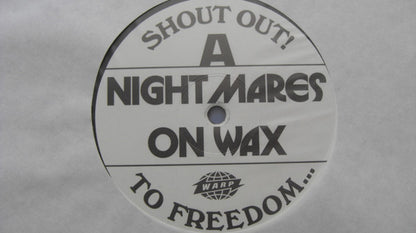 SHOUT OUT!
A
NIGHTMARES
ON WAX
WARP
TO FREEDOM...